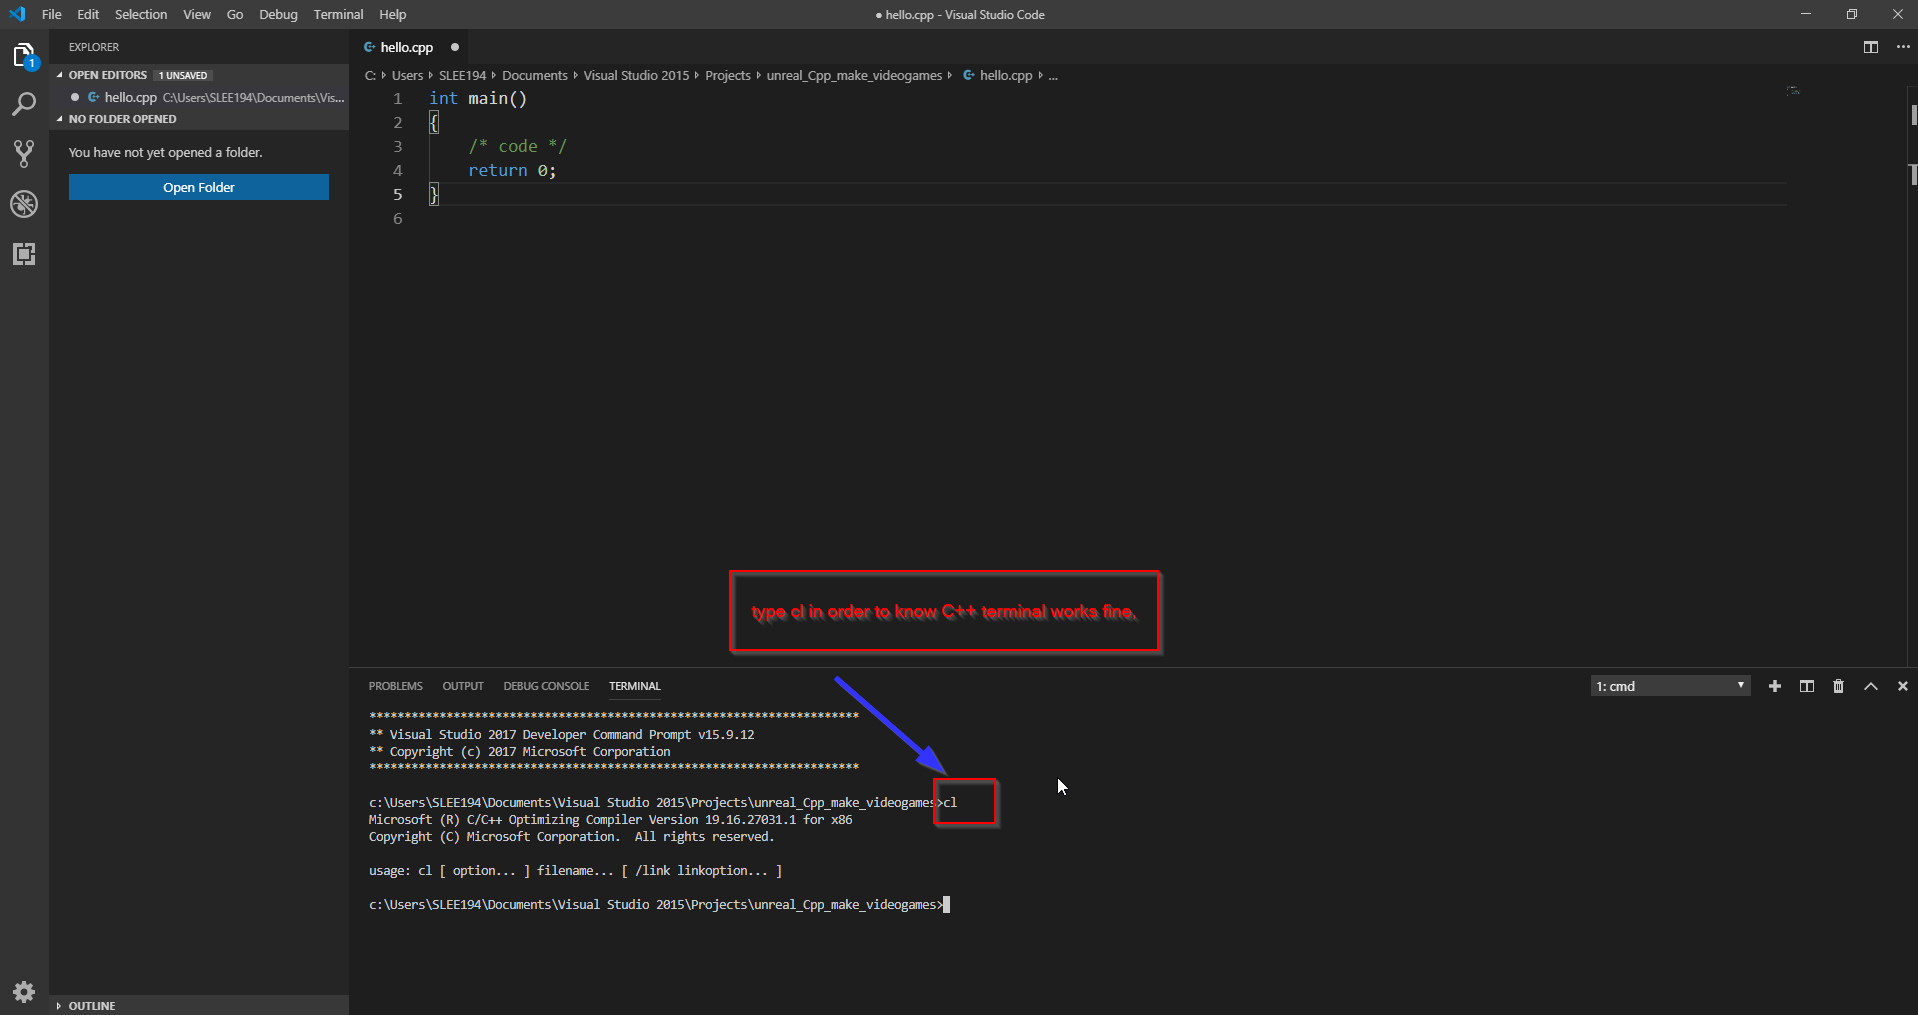 File Edit Selection View Go Debug Terminal Help
● hello.cpp - Visual Studio Code
1
EXPLORER
OPEN EDITORS 1 UNSAVED
hello.cpp C:\Users\SLEE194\Documents\Vis...
NO FOLDER OPENED
You have not yet opened a folder.
Open Folder
OUTLINE
hello.cpp
C: Users SLEE194 Documents Visual Studio 2015 Projects unreal_Cpp_make_videogames hello.cpp ...
1 int main()
2 {
3 /* code */
4 return 0;
5 }
6
type cl in order to know C++ terminal works fine.
PROBLEMS OUTPUT DEBUG CONSOLE TERMINAL
1: cmd
**********************************************************************
** Visual Studio 2017 Developer Command Prompt v15.9.12
** Copyright (c) 2017 Microsoft Corporation
**********************************************************************
c:\Users\SLEE194\Documents\Visual Studio 2015\Projects\unreal_Cpp_make_videogames>cl
Microsoft (R) C/C++ Optimizing Compiler Version 19.16.27031.1 for x86
Copyright (C) Microsoft Corporation.  All rights reserved.
usage: cl [ option... ] filename... [ /link linkoption... ]
c:\Users\SLEE194\Documents\Visual Studio 2015\Projects\unreal_Cpp_make_videogames>